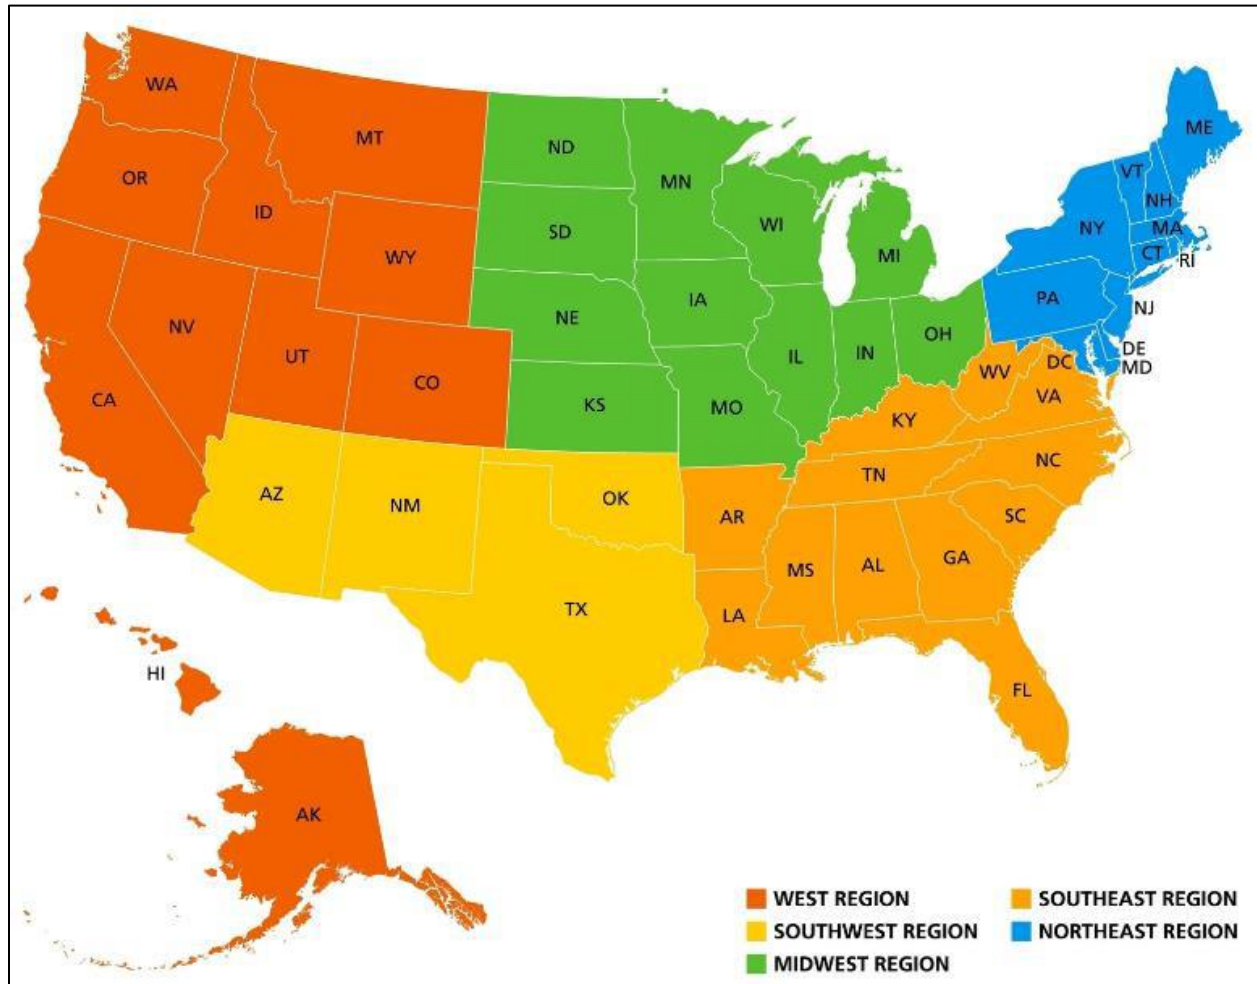 WA
MT
ND
ME
OR
MN
VT
ID
NH
SD
WI
NY
MA
WY
MI
CT
RI
IA
PA
NV
NE
NJ
UT
OH
IL
IN
DE
CO
DC
MD
WV
CA
KS
MO
VA
KY
NC
TN
AZ
OK
NM
AR
SC
MS
AL
GA
TX
LA
HI
FL
AK
WEST REGION
SOUTHWEST REGION
MIDWEST REGION
SOUTHEAST REGION
NORTHEAST REGION